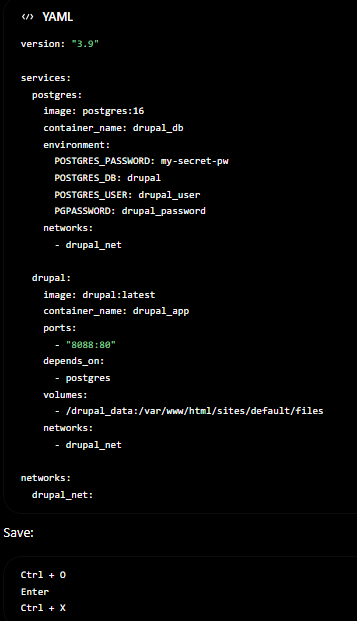 </> YAML
version: "3.9"
services:
  postgres:
    image: postgres:16
    container_name: drupal_db
    environment:
      POSTGRES_PASSWORD: my-secret-pw
      POSTGRES_DB: drupal
      POSTGRES_USER: drupal_user
      PGPASSWORD: drupal_password
    networks:
      - drupal_net
  drupal:
    image: drupal:latest
    container_name: drupal_app
    ports:
      - "8088:80"
    depends_on:
      - postgres
    volumes:
      - /drupal_data:/var/www/html/sites/default/files
    networks:
      - drupal_net
networks:
  drupal_net:
Save:
Ctrl + O
Enter
Ctrl + X